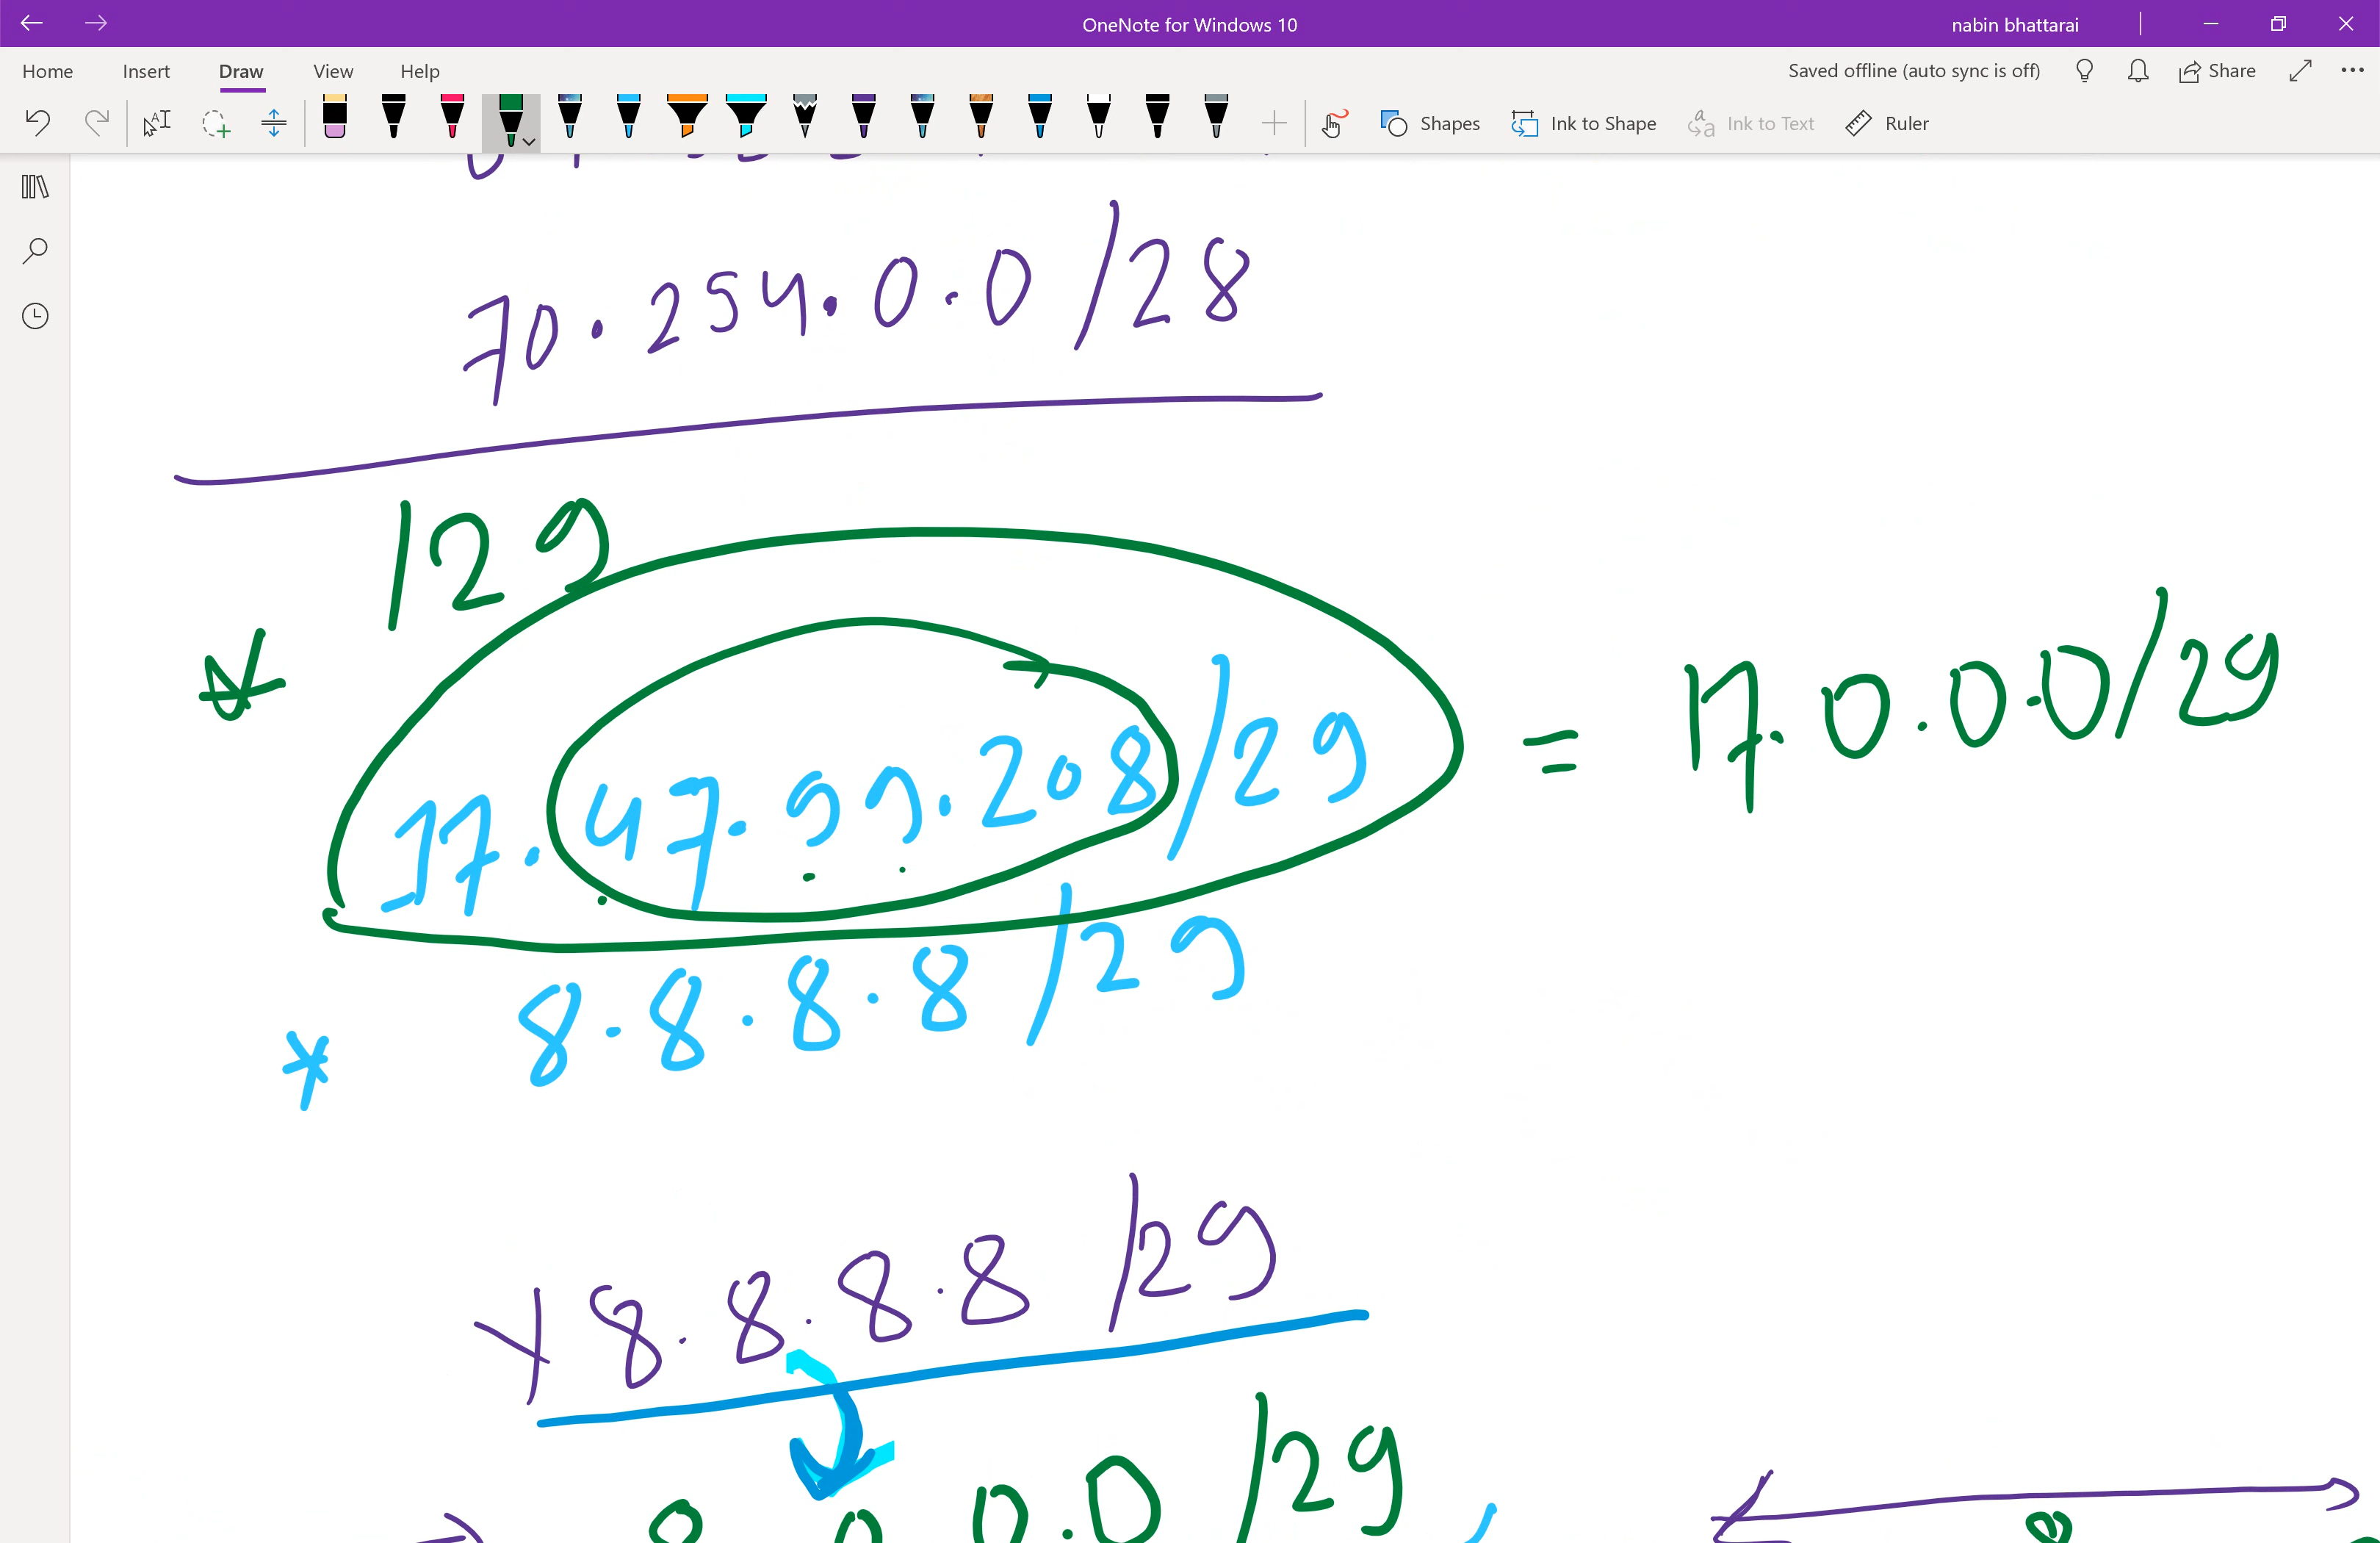 OneNote for Windows 10
nabin bhattarai
Home Insert Draw View Help
Saved offline (auto sync is off) Share
Shapes Ink to Shape Ink to Text Ruler
70.254.0.0/28
/29
17.47.99.208/29 = 17.0.0.0/29
* 8.8.8.8/29
8.8.8.8/29
0.0/29